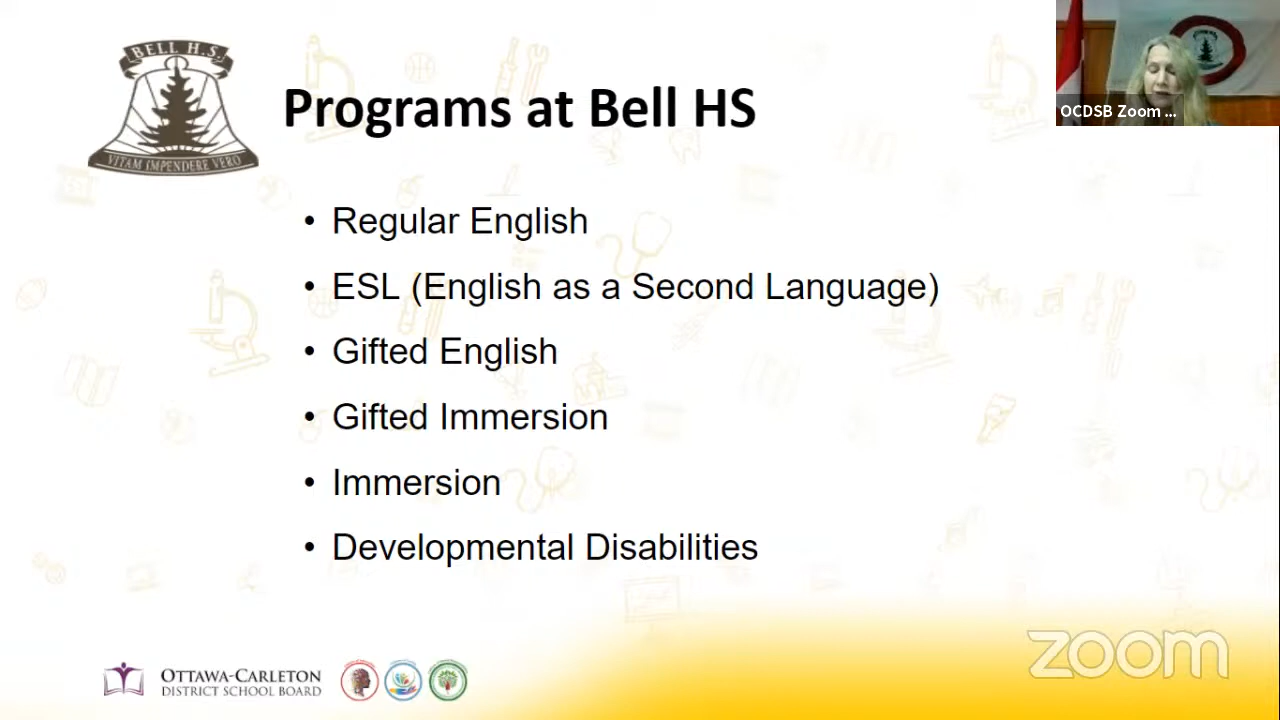 BELL H.S.
VITAM IMPENDERE VERO
Programs at Bell HS
OCDSB Zoom ...
• Regular English
• ESL (English as a Second Language)
• Gifted English
• Gifted Immersion
• Immersion
• Developmental Disabilities
OTTAWA-CARLETON
DISTRICT SCHOOL BOARD
zoom